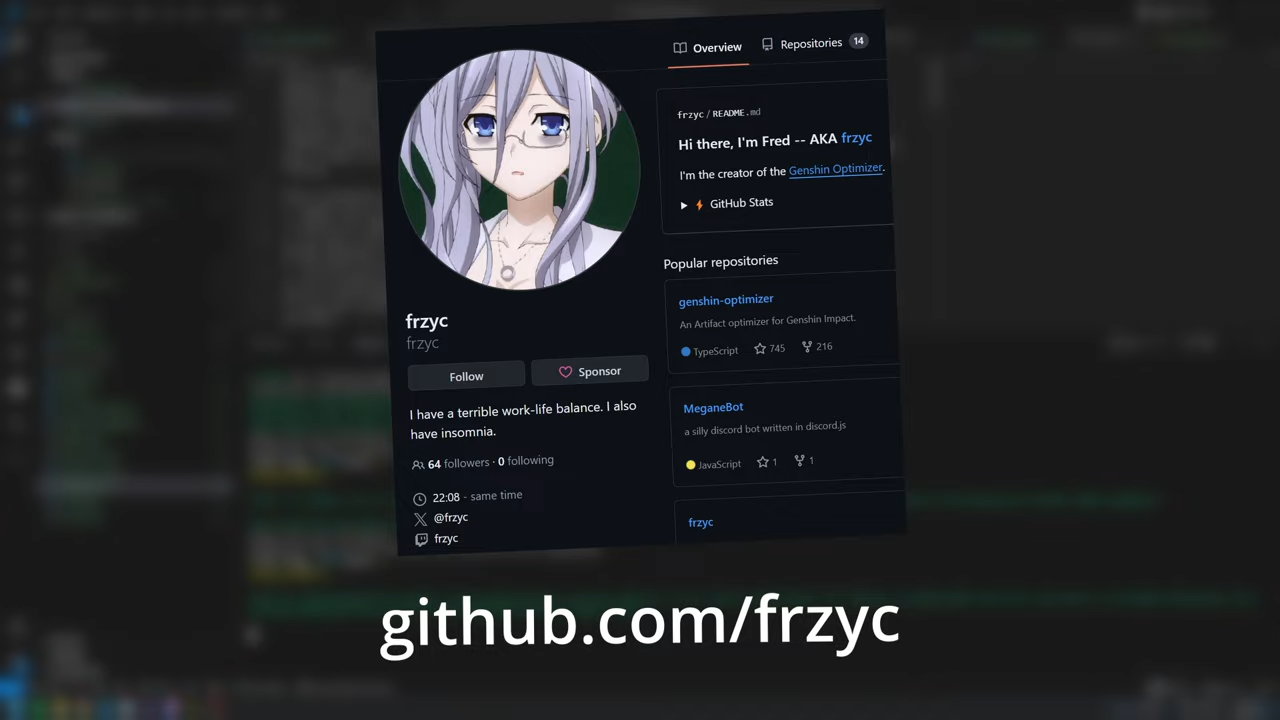 Overview
Repositories 14
frzyc / README.md
Hi there, I'm Fred -- AKA frzyc
I'm the creator of the Genshin Optimizer.
GitHub Stats
Popular repositories
genshin-optimizer
An Artifact optimizer for Genshin Impact.
TypeScript 745 216
MeganeBot
a silly discord bot written in discord.js
JavaScript 1 1
frzyc
frzyc
frzyc
Follow
Sponsor
I have a terrible work-life balance. I also
have insomnia.
64 followers · 0 following
22:08 - same time
@frzyc
frzyc
github.com/frzyc